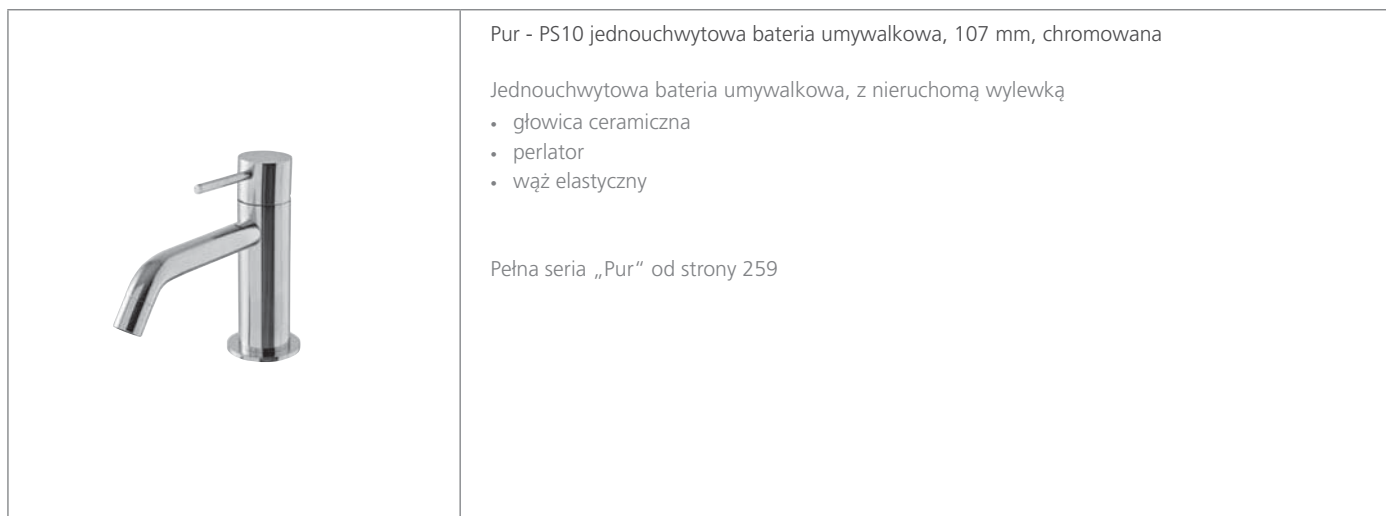 Pur - PS10 jednouchwytowa bateria umywalkowa, 107 mm, chromowana
Jednouchwytowa bateria umywalkowa, z nieruchomą wylewką
• głowica ceramiczna
• perlator
• wąż elastyczny
Pełna seria „Pur“ od strony 259